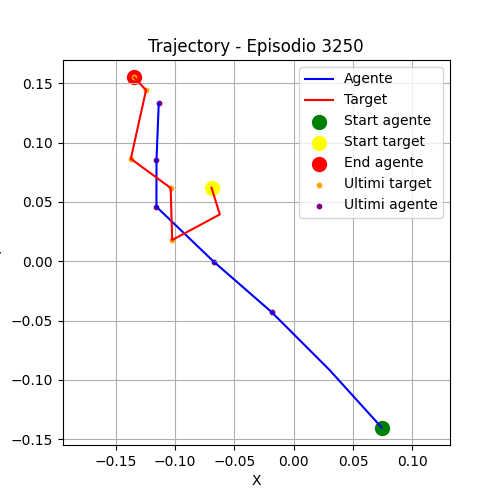 Trajectory - Episodio 3250
Agente
Target
Start agente
Start target
End agente
Ultimi target
Ultimi agente
0.15
0.10
0.05
0.00
−0.05
−0.10
−0.15
−0.15
−0.10
−0.05
0.00
0.05
0.10
X